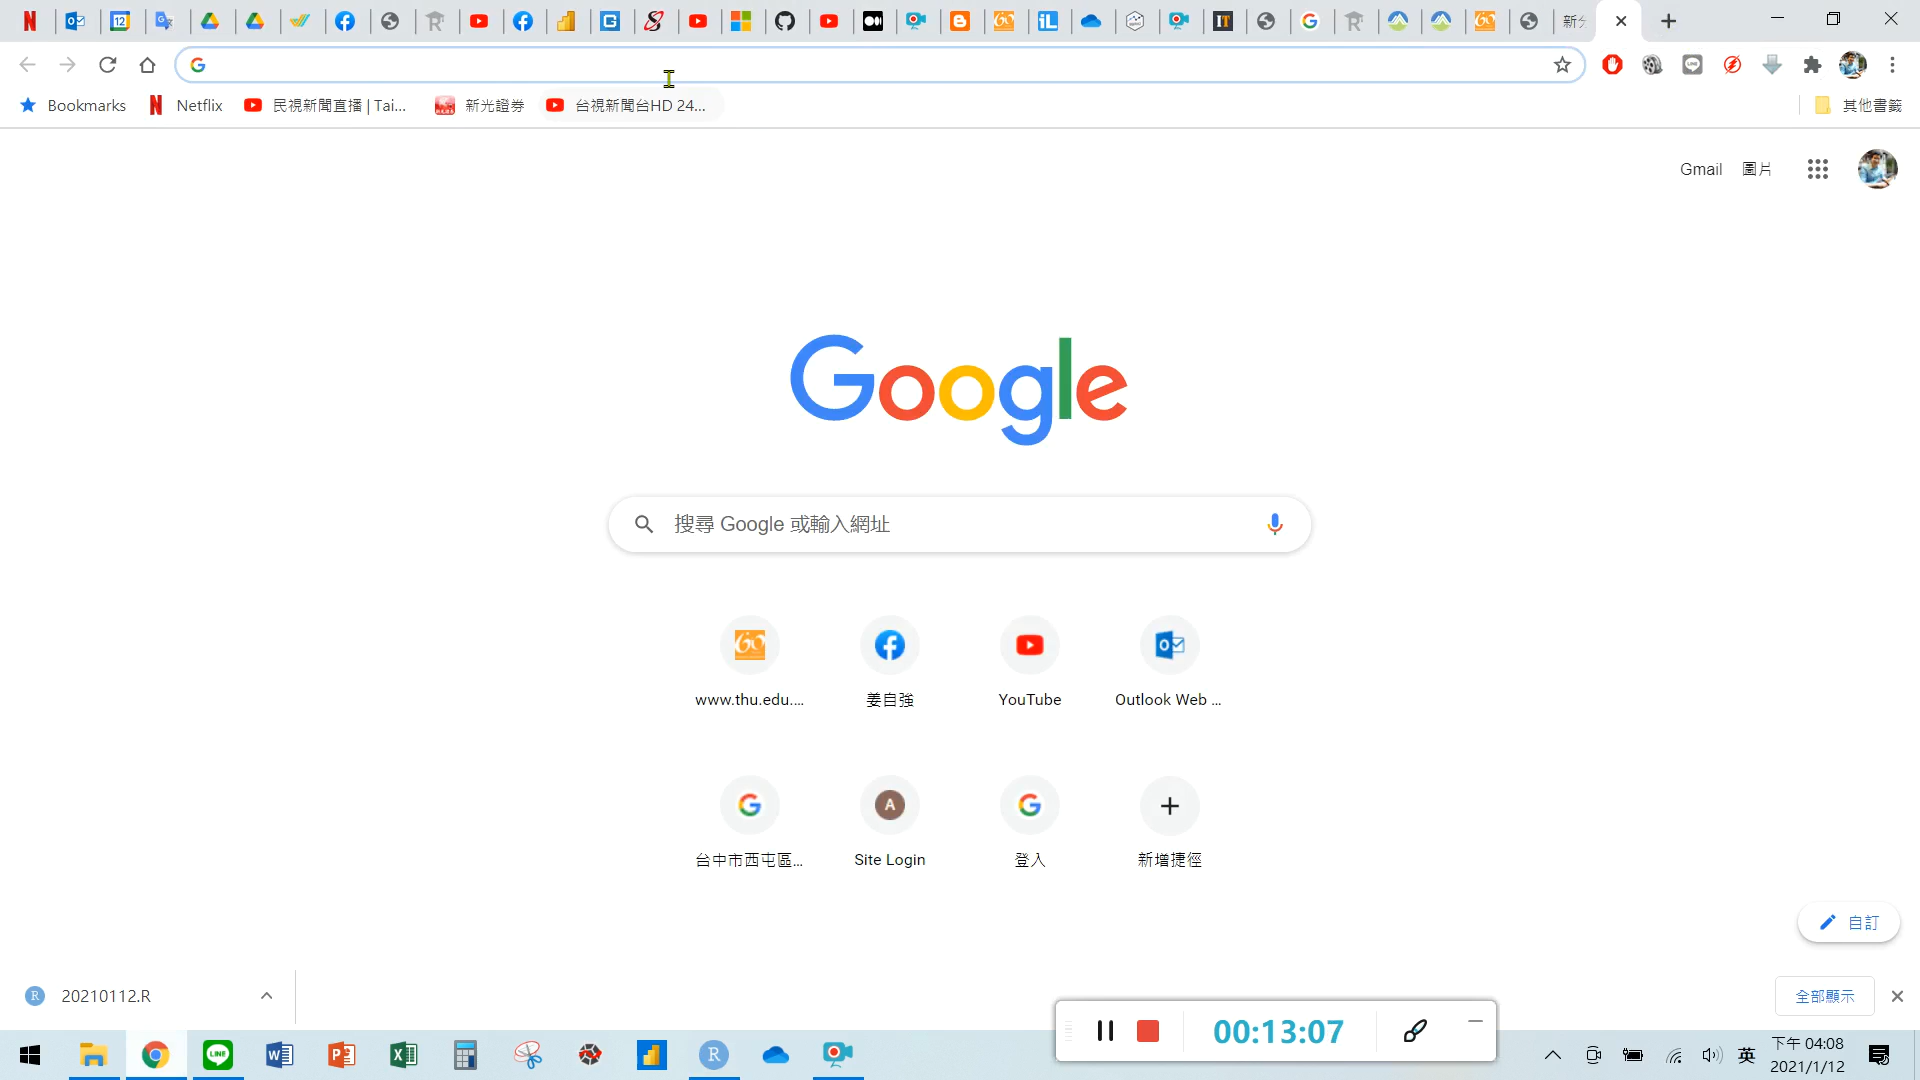 新分
Bookmarks
Netflix
民視新聞直播 | Tai...
新光證券
台視新聞台HD 24...
其他書籤
Gmail
圖片
Google
搜尋 Google 或輸入網址
www.thu.edu....
姜自強
YouTube
Outlook Web ...
台中市西屯區...
Site Login
登入
新增捷徑
自訂
20210112.R
全部顯示
00:13:07
英
下午 04:08
2021/1/12